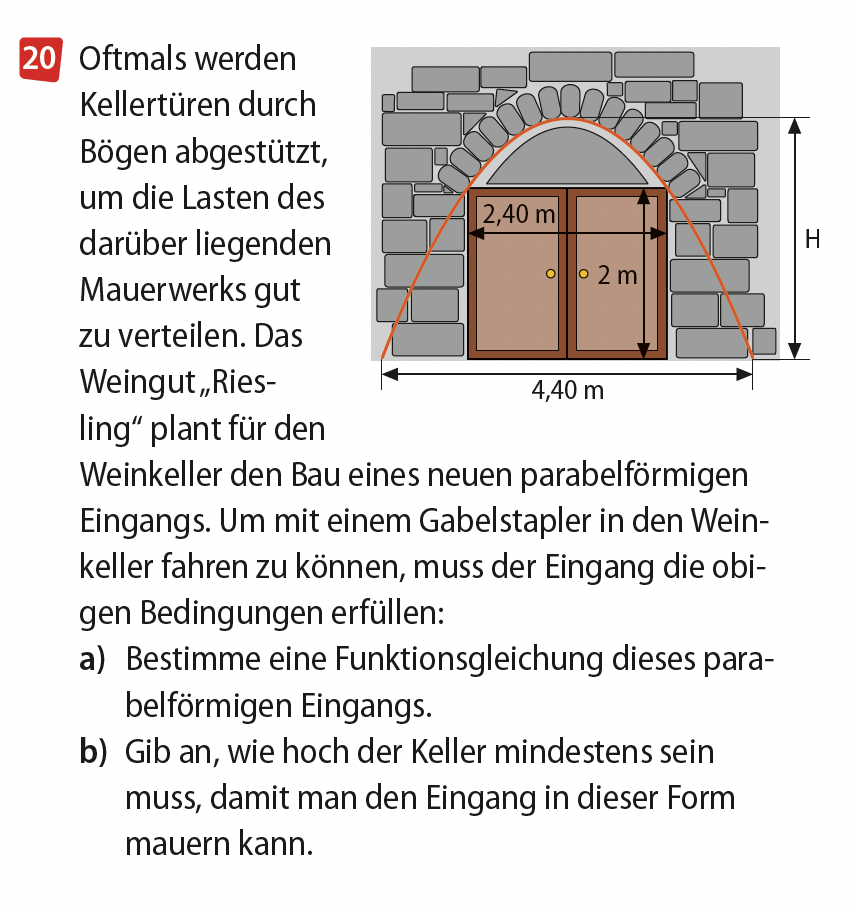 20 Oftmals werden
Kellertüren durch
Bögen abgestützt,
um die Lasten des
darüber liegenden
Mauerwerks gut
zu verteilen. Das
Weingut „Ries-
ling“ plant für den
Weinkeller den Bau eines neuen parabelförmigen
Eingangs. Um mit einem Gabelstapler in den Wein-
keller fahren zu können, muss der Eingang die obi-
gen Bedingungen erfüllen:
a) Bestimme eine Funktionsgleichung dieses para-
belförmigen Eingangs.
b) Gib an, wie hoch der Keller mindestens sein
muss, damit man den Eingang in dieser Form
mauern kann.
2,40 m
H
2 m
4,40 m